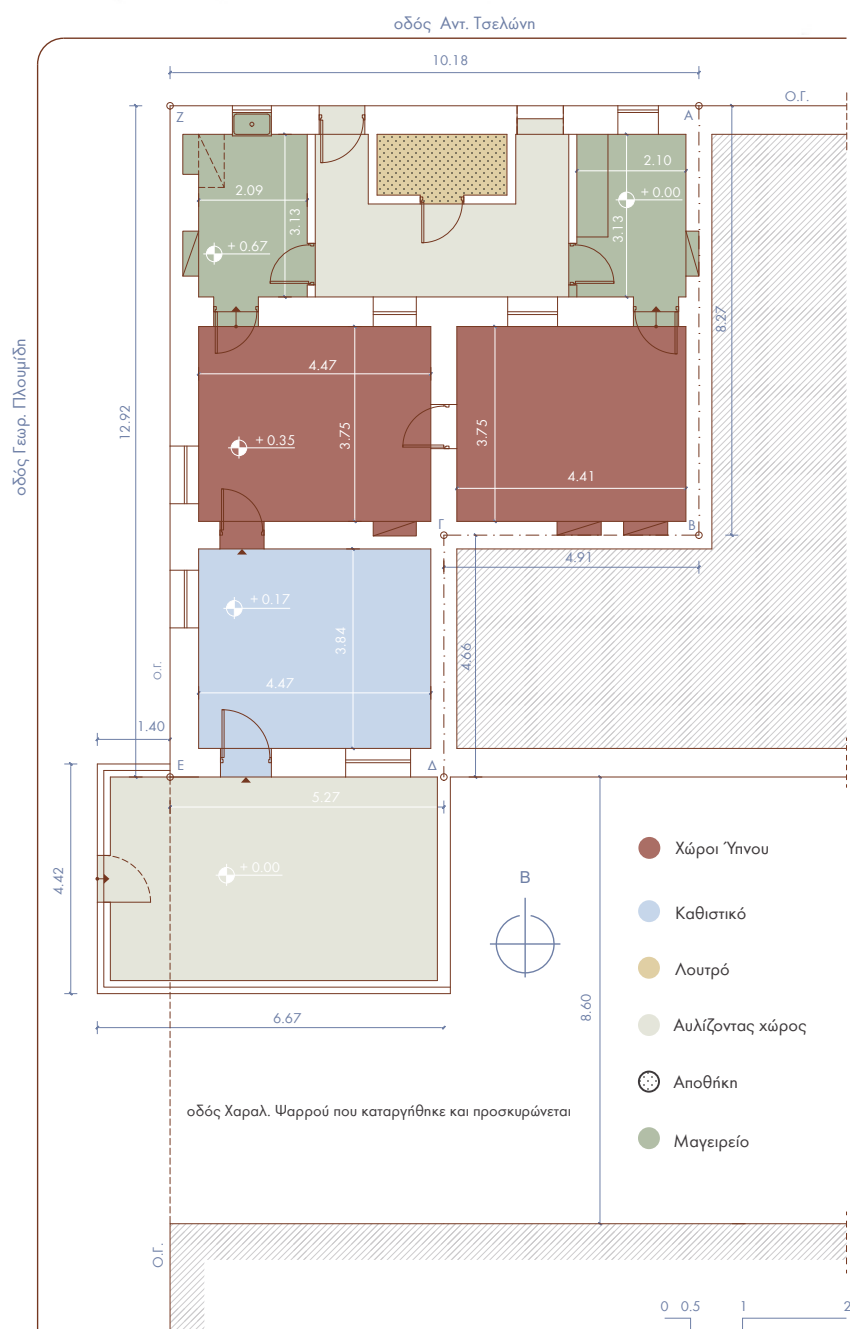 οδός Αντ. Τσελώνη
10.18
Ο.Γ.
Ζ
Α
2.09
3.13
+ 0.67
2.10
+ 0.00
3.13
8.27
οδός Γεωρ. Πλουμίδη
12.92
4.47
3.75
+ 0.35
3.75
4.41
Γ
Β
4.91
+ 0.17
3.84
4.47
4.66
Ο.Γ.
1.40
Ε
Δ
5.27
4.42
+ 0.00
6.67
Β
8.60
Χώροι Ύπνου
Καθιστικό
Λουτρό
Αυλίζοντας χώρος
Αποθήκη
Μαγειρείο
οδός Χαραλ. Ψαρρού που καταργήθηκε και προσκυρώνεται
Ο.Γ.
0 0.5 1 2